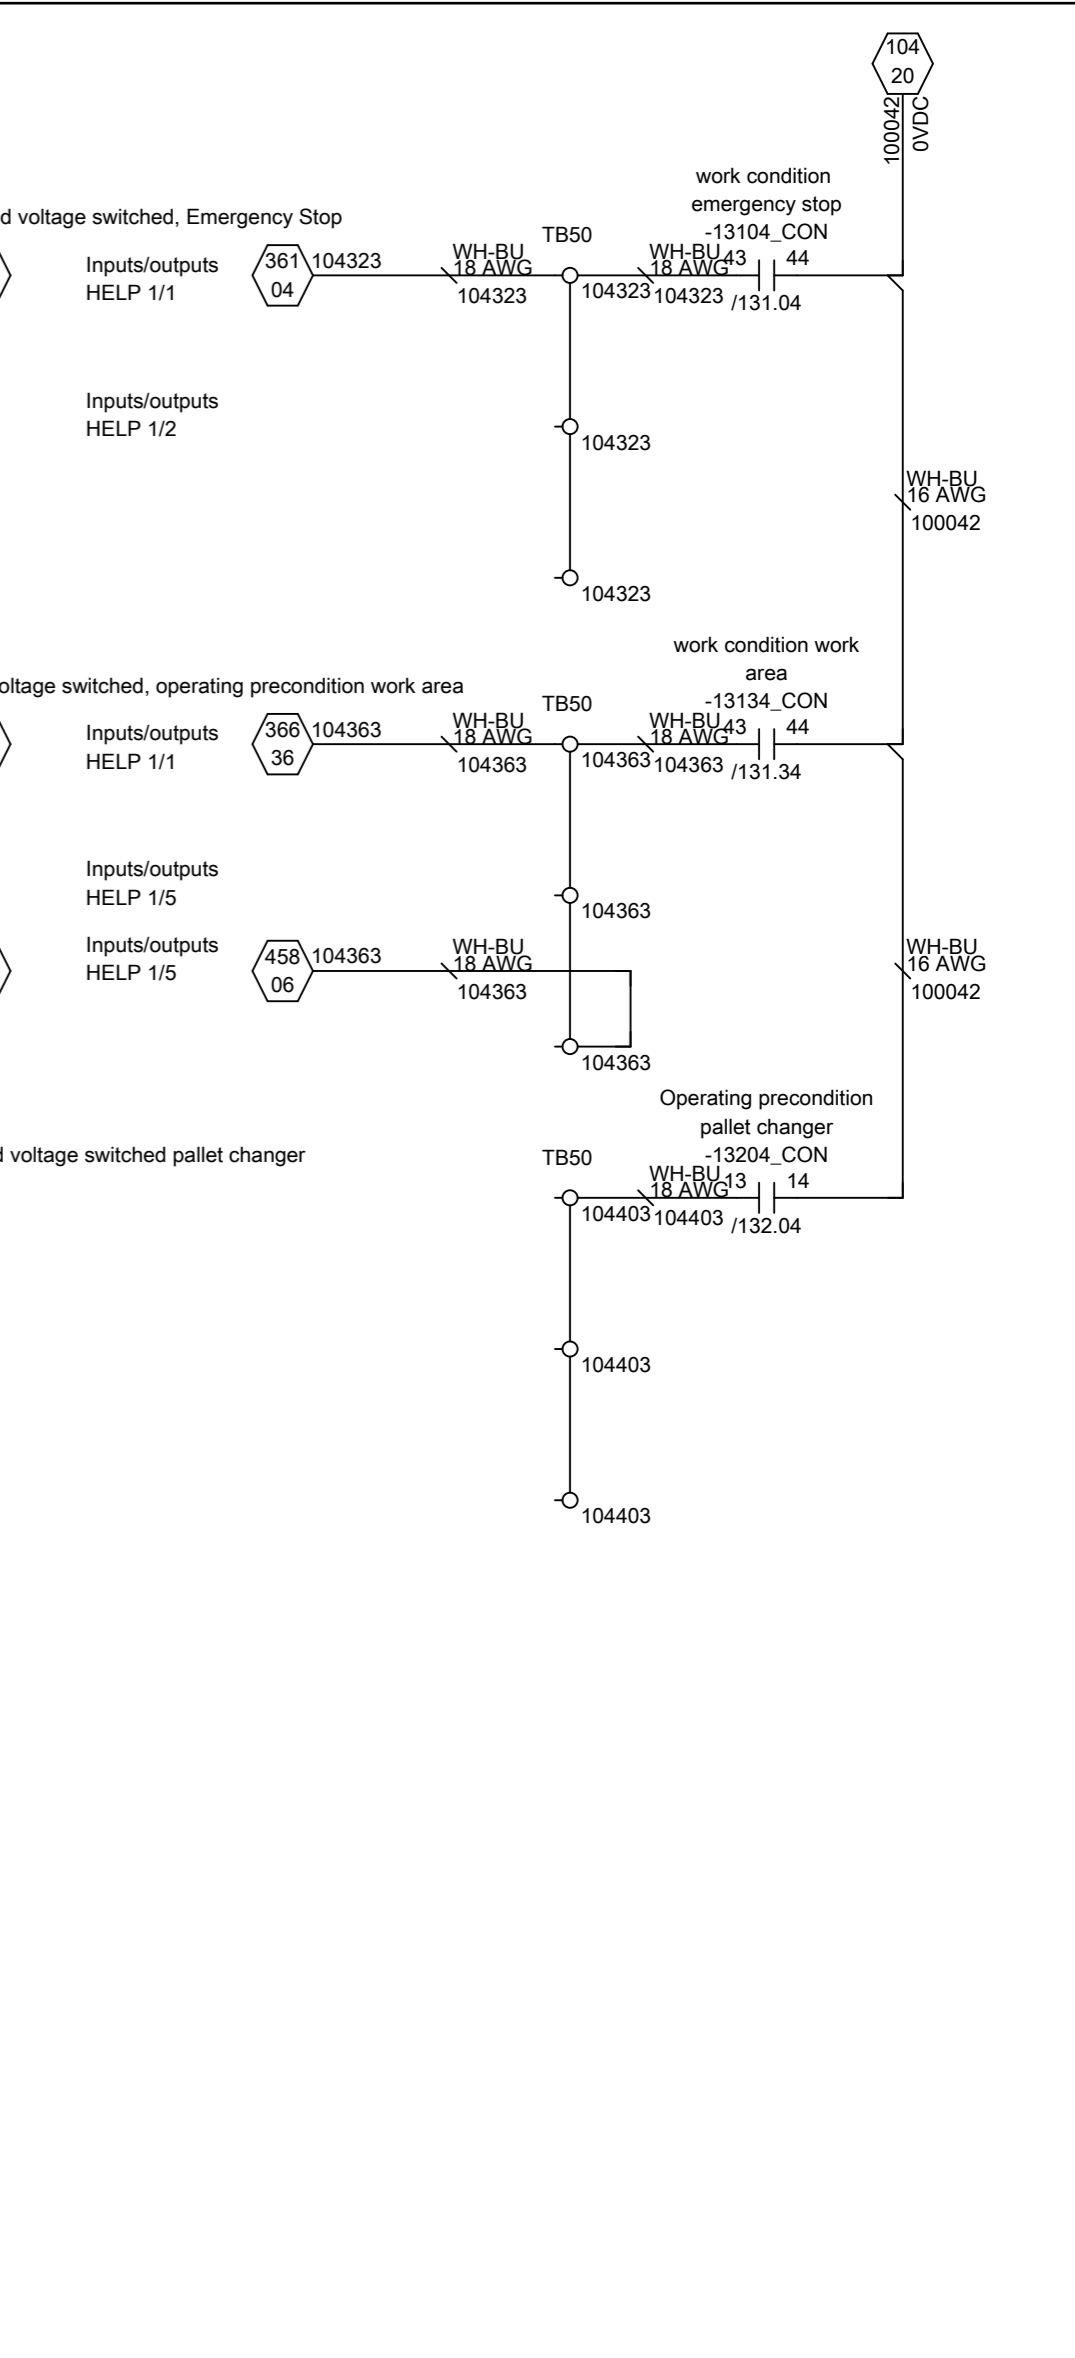 104
20
100042
0VDC
work condition
emergency stop
-13104_CON
d voltage switched, Emergency Stop
TB50
Inputs/outputs
HELP 1/1
361
04
104323
WH-BU
18 AWG
104323
104323
WH-BU
18 AWG
104323
43
44
/131.04
Inputs/outputs
HELP 1/2
104323
WH-BU
16 AWG
100042
104323
work condition work
area
-13134_CON
oltage switched, operating precondition work area
TB50
Inputs/outputs
HELP 1/1
366
36
104363
WH-BU
18 AWG
104363
104363
WH-BU
18 AWG
104363
43
44
/131.34
Inputs/outputs
HELP 1/5
104363
Inputs/outputs
HELP 1/5
458
06
104363
WH-BU
18 AWG
104363
WH-BU
16 AWG
100042
104363
Operating precondition
pallet changer
-13204_CON
d voltage switched pallet changer
TB50
104403
WH-BU
18 AWG
104403
13
14
/132.04
104403
104403